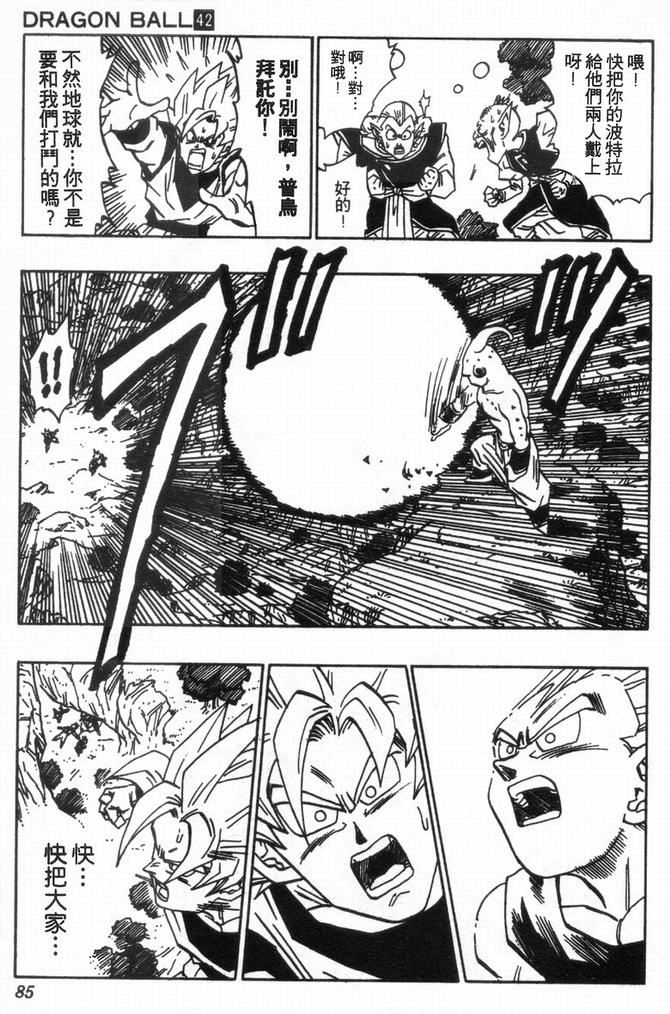 DRAGON BALL 42
喂！
快把你的波特拉
給他們兩人戴上
呀！
啊…對…
對哦！
好的！
別…別鬧啊，普烏
拜託你！
不然地球就…你不是
要和我們打鬥的嗎？
!!
快…
快把大家…
85